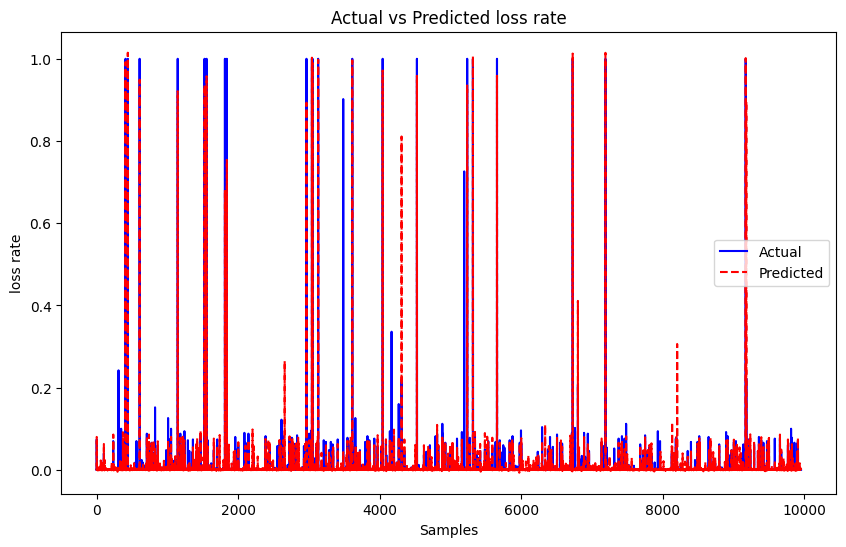 Actual vs Predicted loss rate
1.0
0.8
0.6
0.4
0.2
0.0
loss rate
Actual
Predicted
0 2000 4000 6000 8000 10000
Samples